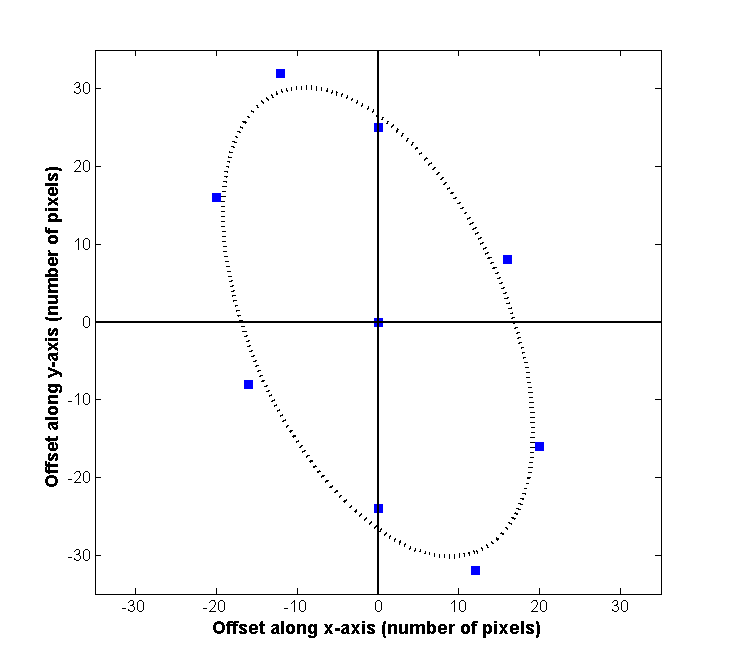 30
20
10
0
-10
-20
-30
Offset along y-axis (number of pixels)
-30 -20 -10 0 10 20 30
Offset along x-axis (number of pixels)